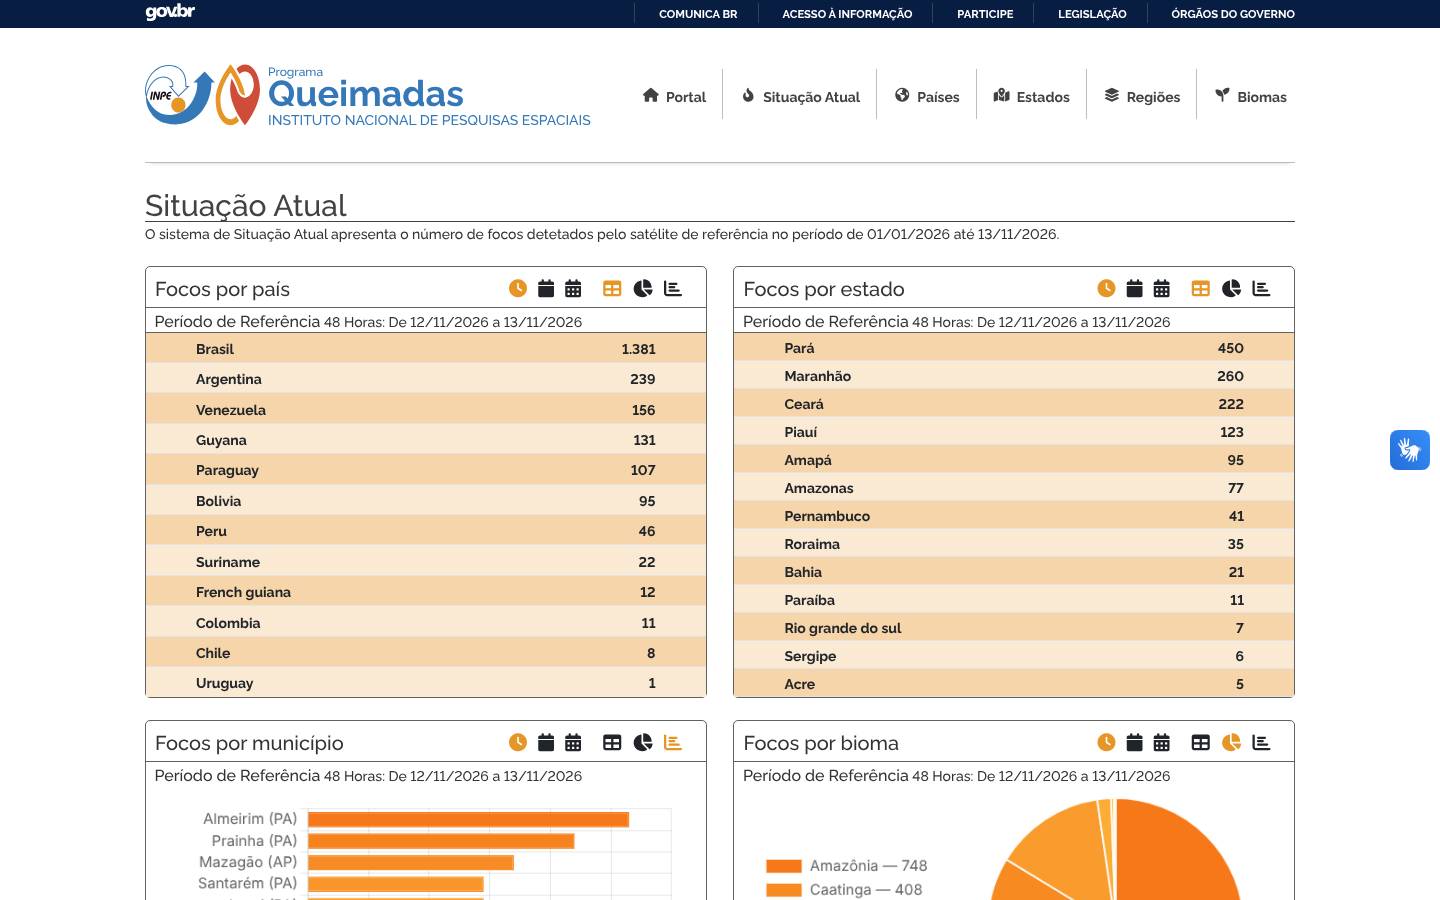 gov.br
COMUNICA BR
ACESSO À INFORMAÇÃO
PARTICIPE
LEGISLAÇÃO
ÓRGÃOS DO GOVERNO
INPE
Programa
Queimadas
INSTITUTO NACIONAL DE PESQUISAS ESPACIAIS
Portal
Situação Atual
Países
Estados
Regiões
Biomas
Situação Atual
O sistema de Situação Atual apresenta o número de focos detetados pelo satélite de referência no período de 01/01/2026 até 13/11/2026.
Focos por país
Período de Referência 48 Horas: De 12/11/2026 a 13/11/2026
Brasil 1.381
Argentina 239
Venezuela 156
Guyana 131
Paraguay 107
Bolivia 95
Peru 46
Suriname 22
French guiana 12
Colombia 11
Chile 8
Uruguay 1
Focos por estado
Período de Referência 48 Horas: De 12/11/2026 a 13/11/2026
Pará 450
Maranhão 260
Ceará 222
Piauí 123
Amapá 95
Amazonas 77
Pernambuco 41
Roraima 35
Bahia 21
Paraíba 11
Rio grande do sul 7
Sergipe 6
Acre 5
Focos por município
Período de Referência 48 Horas: De 12/11/2026 a 13/11/2026
Almeirim (PA)
Prainha (PA)
Mazagão (AP)
Santarém (PA)
Focos por bioma
Período de Referência 48 Horas: De 12/11/2026 a 13/11/2026
Amazônia — 748
Caatinga — 408